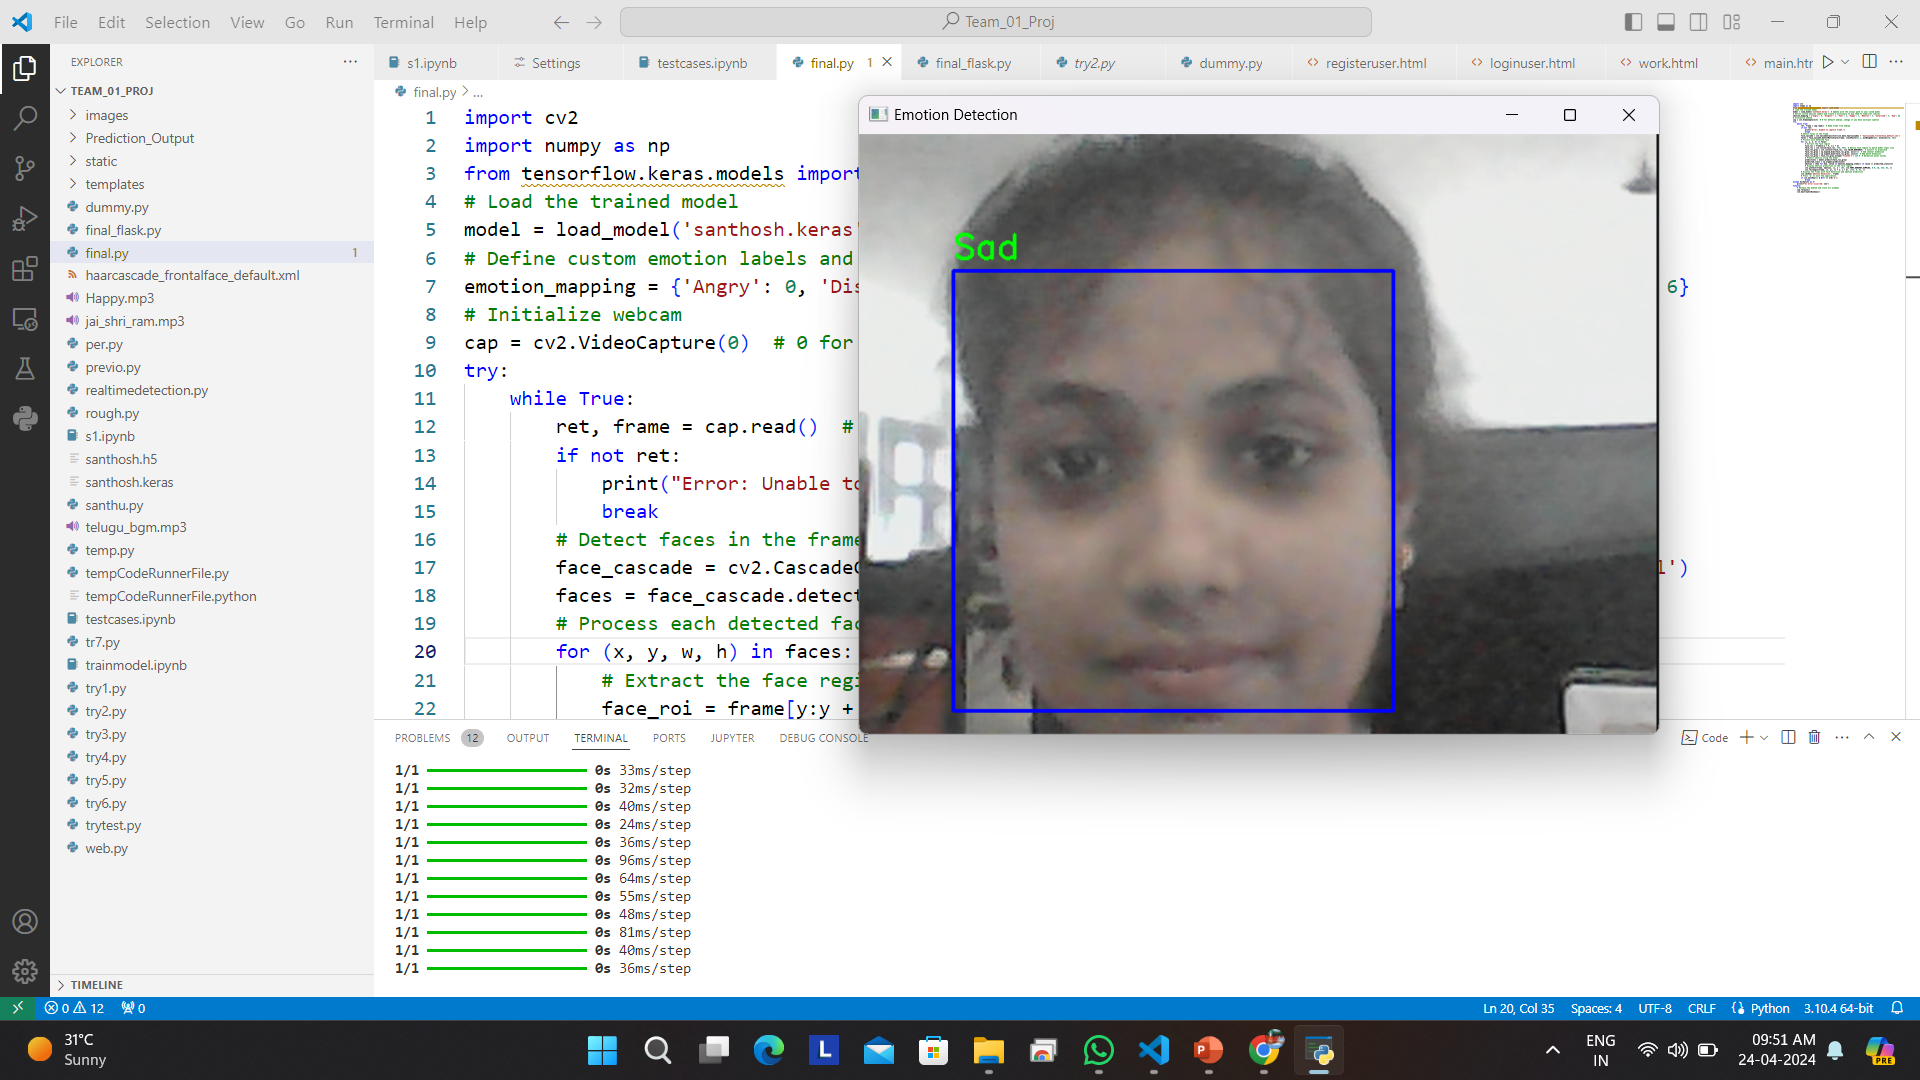 File Edit Selection View Go Run Terminal Help
Team_01_Proj
EXPLORER
TEAM_01_PROJ
images
Prediction_Output
static
templates
dummy.py
final_flask.py
final.py 1
haarcascade_frontalface_default.xml
Happy.mp3
jai_shri_ram.mp3
per.py
previo.py
realtimedetection.py
rough.py
s1.ipynb
santhosh.h5
santhosh.keras
santhu.py
telugu_bgm.mp3
temp.py
tempCodeRunnerFile.py
tempCodeRunnerFile.python
testcases.ipynb
tr7.py
trainmodel.ipynb
try1.py
try2.py
try3.py
try4.py
try5.py
try6.py
trytest.py
web.py
TIMELINE
s1.ipynb Settings testcases.ipynb final.py 1 final_flask.py try2.py dummy.py registeruser.html loginuser.html work.html main.htr
final.py > ...
1 import cv2
2 import numpy as np
3 from tensorflow.keras.models import
4 # Load the trained model
5 model = load_model('santhosh.keras'
6 # Define custom emotion labels and
7 emotion_mapping = {'Angry': 0, 'Dis 6}
8 # Initialize webcam
9 cap = cv2.VideoCapture(0) # 0 for
10 try:
11 while True:
12 ret, frame = cap.read() #
13 if not ret:
14 print("Error: Unable to
15 break
16 # Detect faces in the frame
17 face_cascade = cv2.Cascade l')
18 faces = face_cascade.detect
19 # Process each detected fac
20 for (x, y, w, h) in faces:
21 # Extract the face regi
22 face_roi = frame[y:y +
Emotion Detection
Sad
PROBLEMS 12 OUTPUT TERMINAL PORTS JUPYTER DEBUG CONSOLE Code
1/1 0s 33ms/step
1/1 0s 32ms/step
1/1 0s 40ms/step
1/1 0s 24ms/step
1/1 0s 36ms/step
1/1 0s 96ms/step
1/1 0s 64ms/step
1/1 0s 55ms/step
1/1 0s 48ms/step
1/1 0s 81ms/step
1/1 0s 40ms/step
1/1 0s 36ms/step
0 12 0 Ln 20, Col 35 Spaces: 4 UTF-8 CRLF Python 3.10.4 64-bit
31°C
Sunny
L
ENG
IN
09:51 AM
24-04-2024
PRE